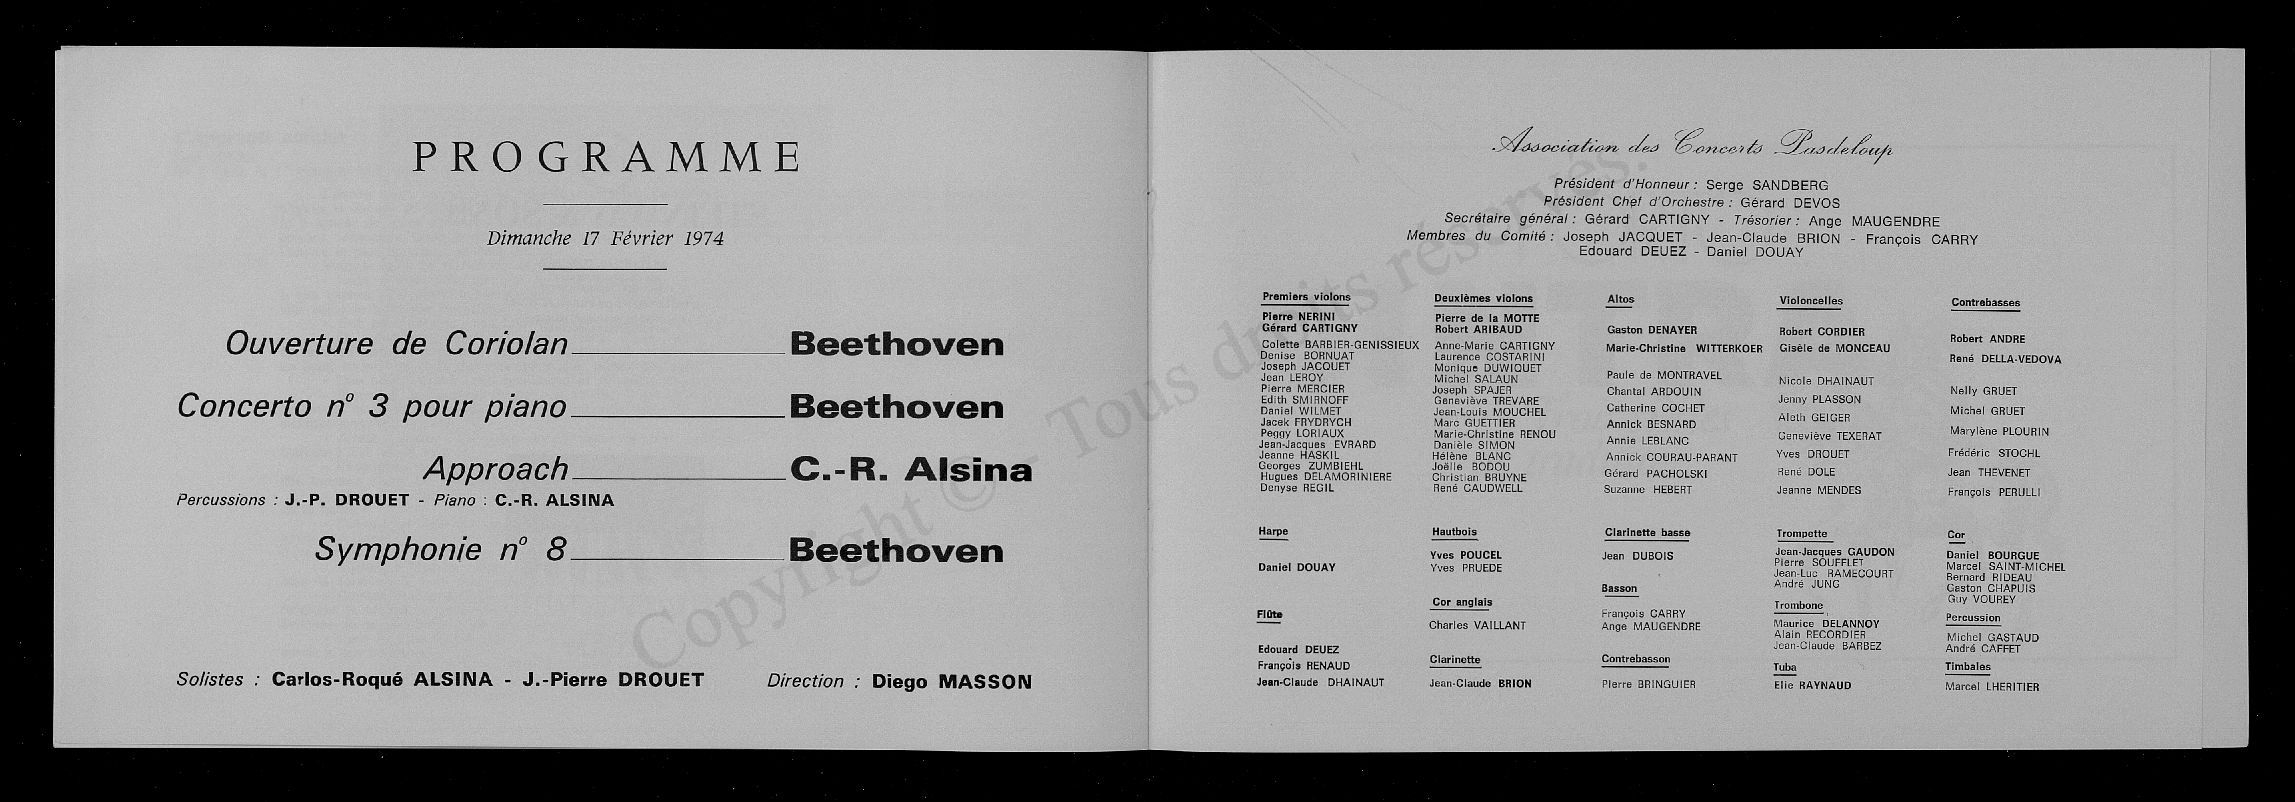 PROGRAMME
Dimanche 17 Février 1974
Ouverture de Coriolan Beethoven
Concerto nº 3 pour piano Beethoven
Approach C.-R. Alsina
Percussions : J.-P. DROUET - Piano : C.-R. ALSINA
Symphonie nº 8 Beethoven
Solistes : Carlos-Roqué ALSINA - J.-Pierre DROUET Direction : Diego MASSON
Association des Concerts Pasdeloup
Président d'Honneur : Serge SANDBERG
Président Chef d'Orchestre : Gérard DEVOS
Secrétaire général : Gérard CARTIGNY - Trésorier : Ange MAUGENDRE
Membres du Comité : Joseph JACQUET - Jean-Claude BRION - François CARRY
Edouard DEUEZ - Daniel DOUAY
Premiers violons
Pierre NERINI
Gérard CARTIGNY
Colette BARBIER-GENISSIEUX
Denise BORNUAT
Joseph JACQUET
Jean LEROY
Pierre MERCIER
Edith SMIRNOFF
Daniel WILMET
Jacek FRYDRYCH
Peggy LORIAUX
Jean-Jacques EVRARD
Jeanne HASKIL
Georges ZUMBIEHL
Hugues DELAMORINIERE
Denyse REGIL
Deuxièmes violons
Pierre de la MOTTE
Robert ARIBAUD
Anne-Marie CARTIGNY
Laurence COSTARINI
Monique DUWIQUET
Michel SALAUN
Joseph SPAJER
Geneviève TREVARE
Jean-Louis MOUCHEL
Marc GUETTIER
Marie-Christine RENOU
Danièle SIMON
Hélène BLANC
Joëlle BODOU
Christian BRUYNE
René CAUDWELL
Altos
Gaston DENAYER
Marie-Christine WITTERKOER
Paule de MONTRAVEL
Chantal ARDOUIN
Catherine COCHET
Annick BESNARD
Annie LEBLANC
Annick COURAU-PARANT
Gérard PACHOLSKI
Suzanne HEBERT
Violoncelles
Robert CORDIER
Gisèle de MONCEAU
Nicole DHAINAUT
Jenny PLASSON
Aleth GEIGER
Geneviève TEXERAT
Yves DROUET
René DOLE
Jeanne MENDES
Contrebasses
Robert ANDRE
René DELLA-VEDOVA
Nelly GRUET
Michel GRUET
Marylène PLOURIN
Frédéric STOCHL
Jean THEVENET
François PERULLI
Harpe
Daniel DOUAY
Flûte
Edouard DEUEZ
François RENAUD
Jean-Claude DHAINAUT
Hautbois
Yves POUCEL
Yves PRUEDE
Cor anglais
Charles VAILLANT
Clarinette
Jean-Claude BRION
Clarinette basse
Jean DUBOIS
Basson
François CARRY
Ange MAUGENDRE
Contrebasson
Pierre BRINGUIER
Trompette
Jean-Jacques GAUDON
Pierre SOUFFLET
Jean-Luc RAMECOURT
André JUNG
Trombone
Maurice DELANNOY
Alain RECORDIER
Jean-Claude BARBEZ
Tuba
Elie RAYNAUD
Cor
Daniel BOURGUE
Marcel SAINT-MICHEL
Bernard RIDEAU
Gaston CHAPUIS
Guy VOUREY
Percussion
Michel GASTAUD
André CAFFET
Timbales
Marcel LHERITIER
Copyright © - Tous droits réservés.